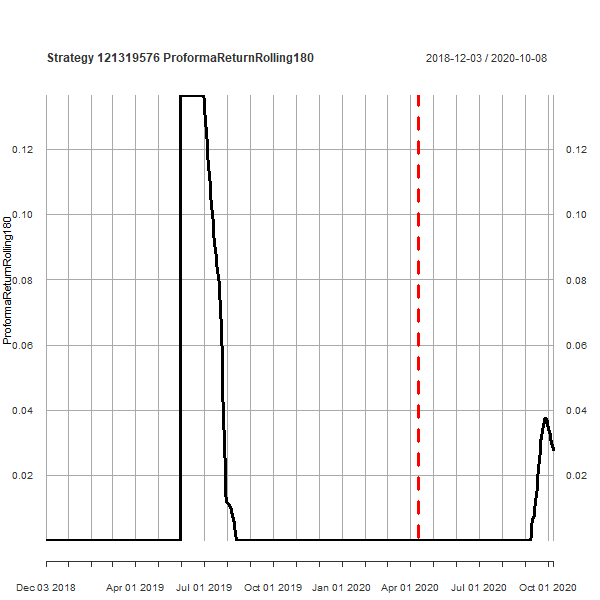 Strategy 121319576 ProformaReturnRolling180
2018-12-03 / 2020-10-08
ProformaReturnRolling180
0.12 0.12
0.10 0.10
0.08 0.08
0.06 0.06
0.04 0.04
0.02 0.02
Dec 03 2018 Apr 01 2019 Jul 01 2019 Oct 01 2019 Jan 01 2020 Apr 01 2020 Jul 01 2020 Oct 01 2020